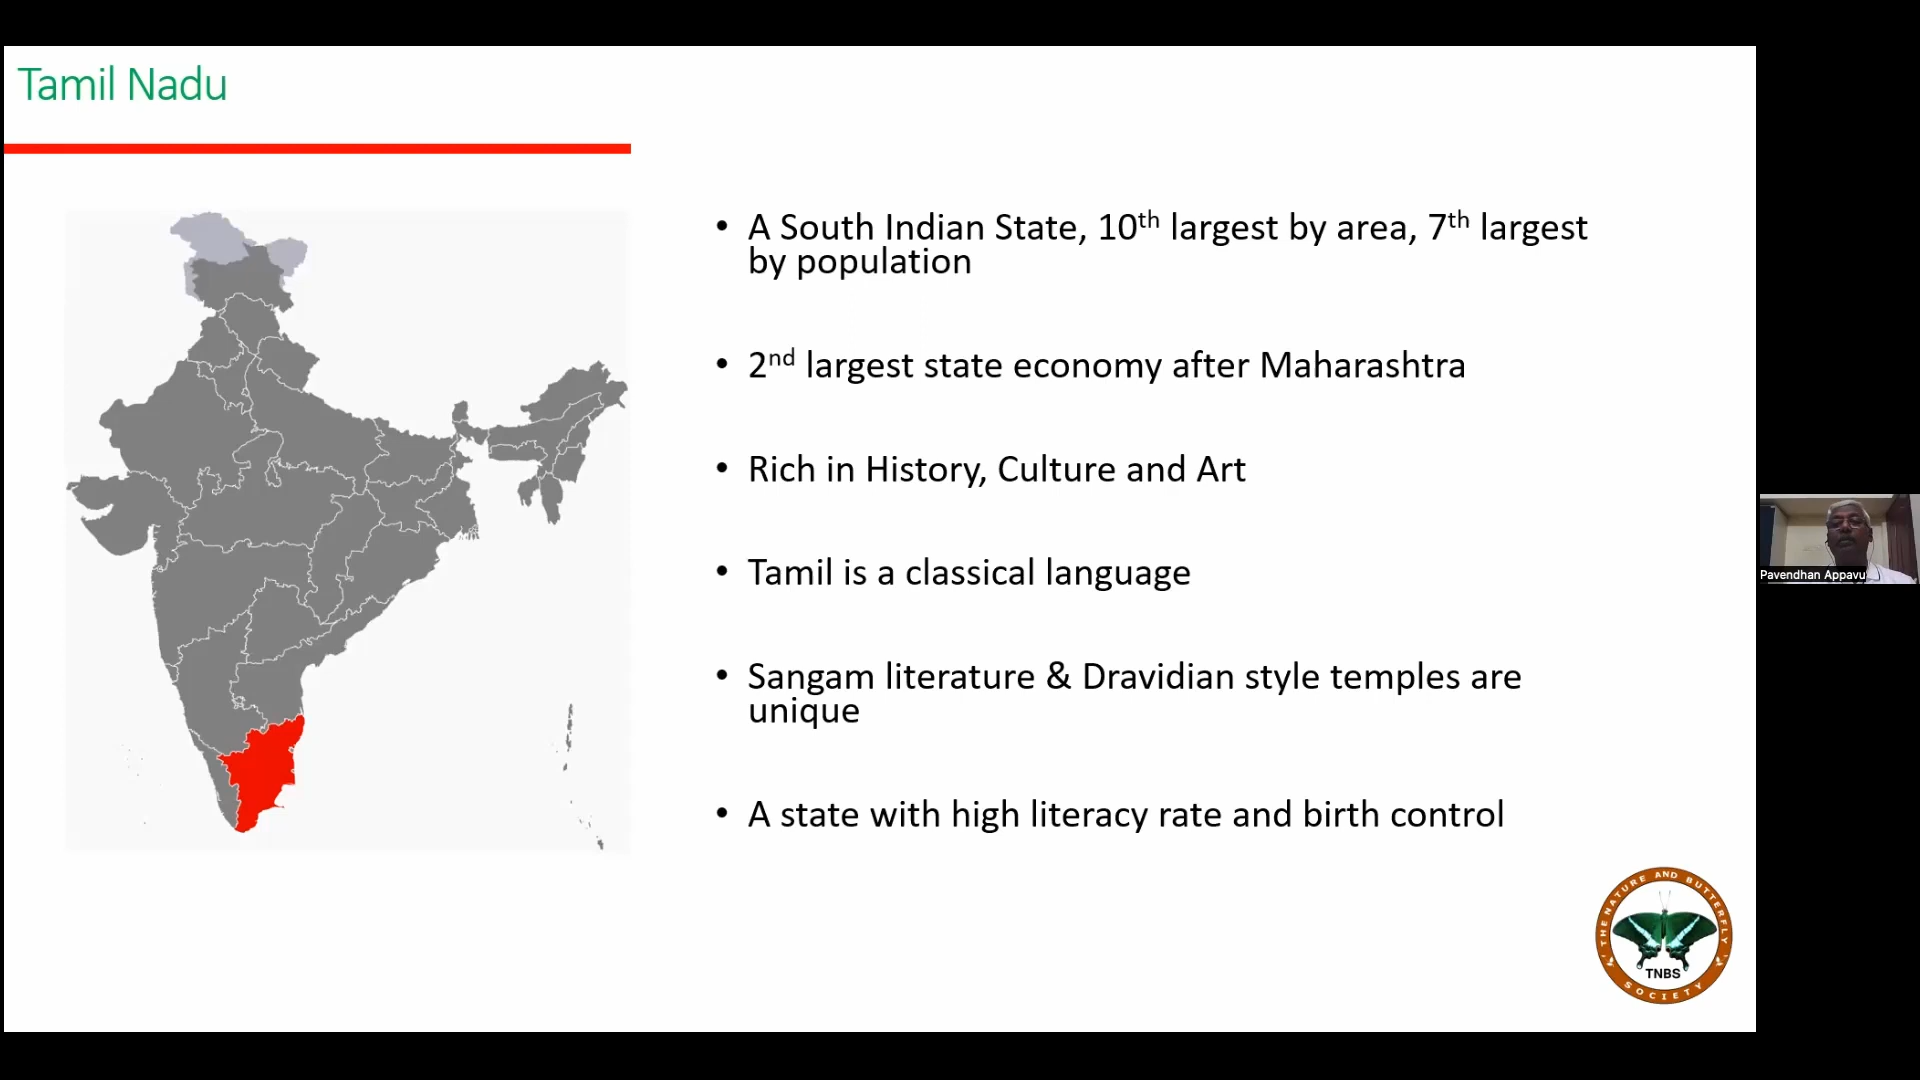 Tamil Nadu
• A South Indian State, 10th largest by area, 7th largest
by population
• 2nd largest state economy after Maharashtra
• Rich in History, Culture and Art
• Tamil is a classical language
• Sangam literature & Dravidian style temples are
unique
• A state with high literacy rate and birth control
Pavendhan Appavu
THE NATURE AND BUTTERFLY
TNBS
SOCIETY